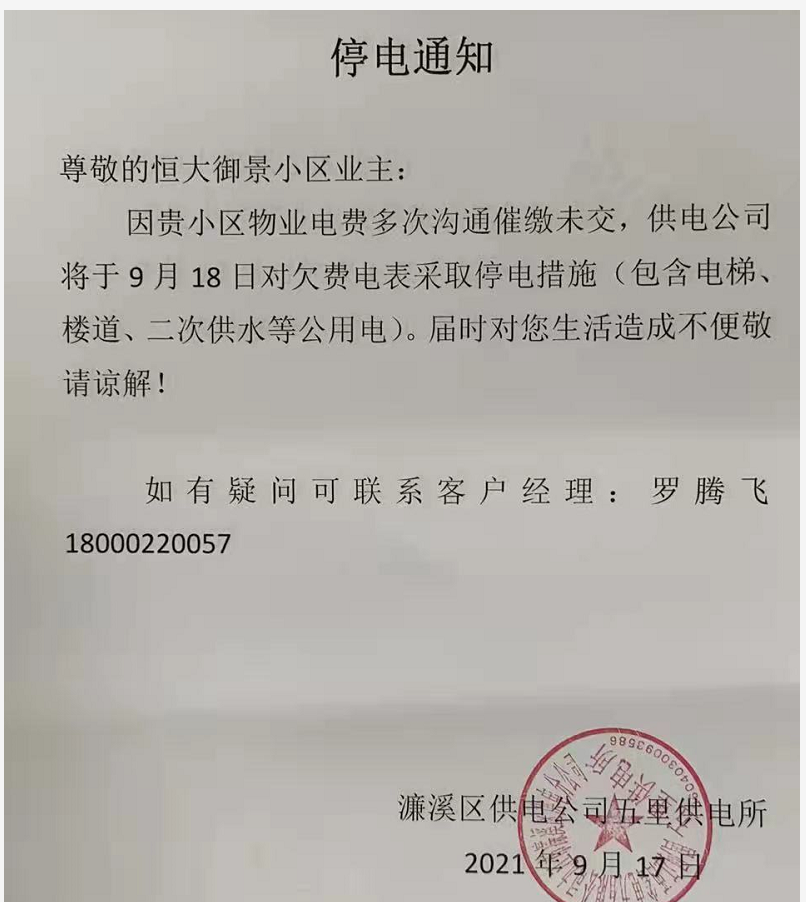 停电通知
尊敬的恒大御景小区业主：
因贵小区物业电费多次沟通催缴未交，供电公司
将于 9 月 18 日对欠费电表采取停电措施（包含电梯、
楼道、二次供水等公用电）。届时对您生活造成不便敬
请谅解！
如有疑问可联系客户经理：罗腾飞
18000220057
濂溪区供电公司五里供电所
2021 年 9 月 17 日